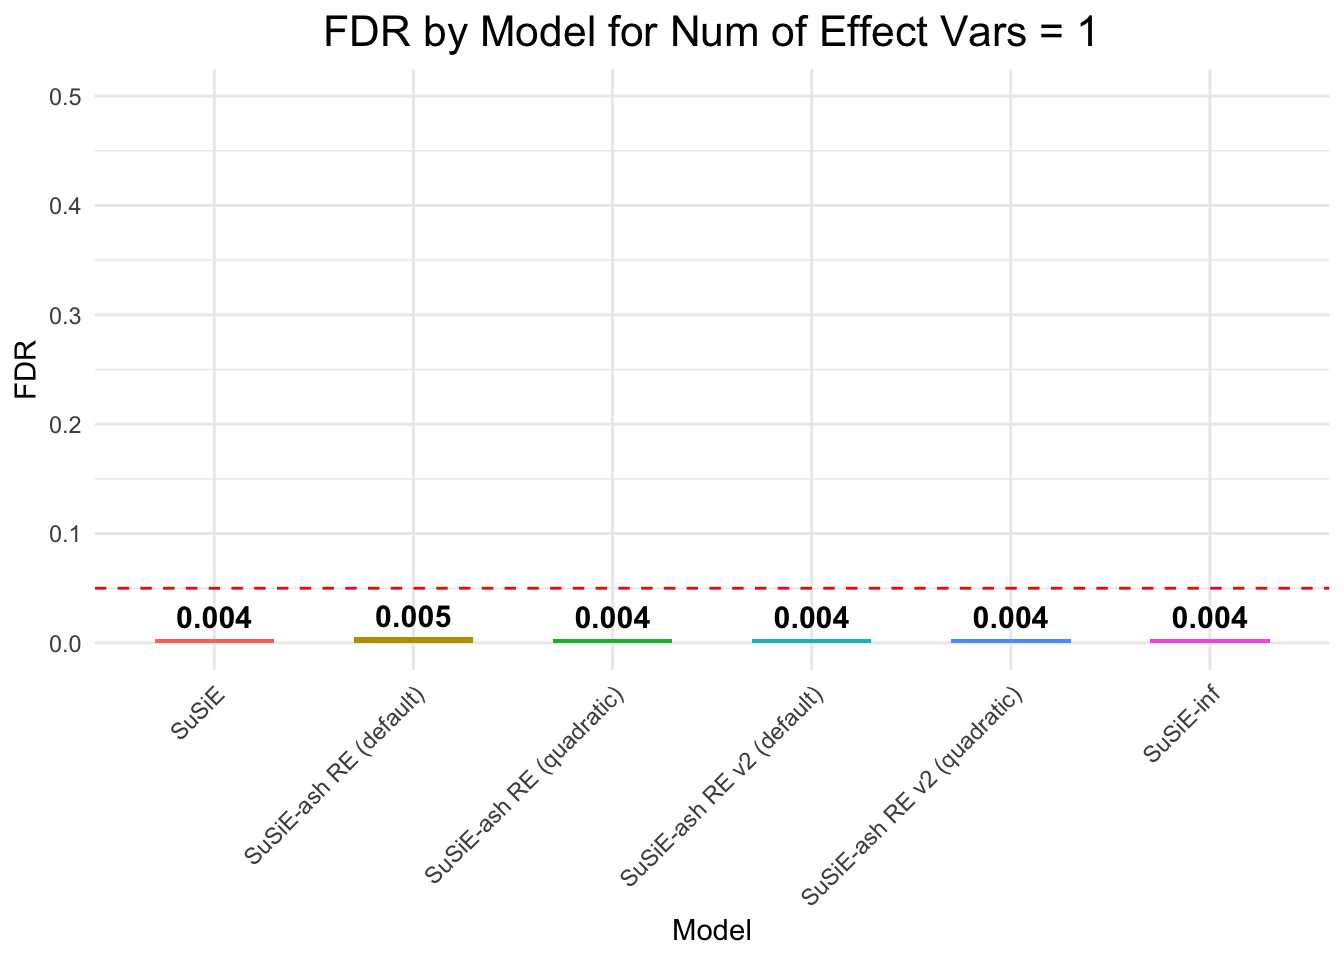 FDR by Model for Num of Effect Vars = 1
0.5
0.4
0.3
0.2
0.1
0.0
FDR
0.004
0.005
0.004
0.004
0.004
0.004
SuSiE
SuSiE-ash RE (default)
SuSiE-ash RE (quadratic)
SuSiE-ash RE v2 (default)
SuSiE-ash RE v2 (quadratic)
SuSiE-inf
Model